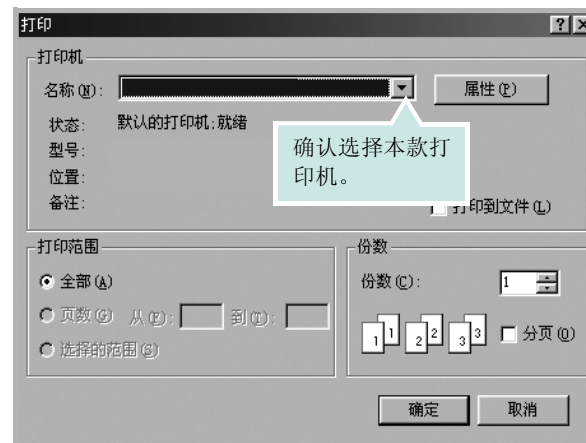 打印
打印机
名称(N):
属性(P)
状态: 默认的打印机;就绪
确认选择本款打
印机。
型号:
位置:
备注:
打印到文件(L)
打印范围
全部(A)
页数(G) 从(F): 到(T):
选择的范围(S)
份数
份数(C): 1
1 1 2 2 3 3
分页(O)
确定
取消